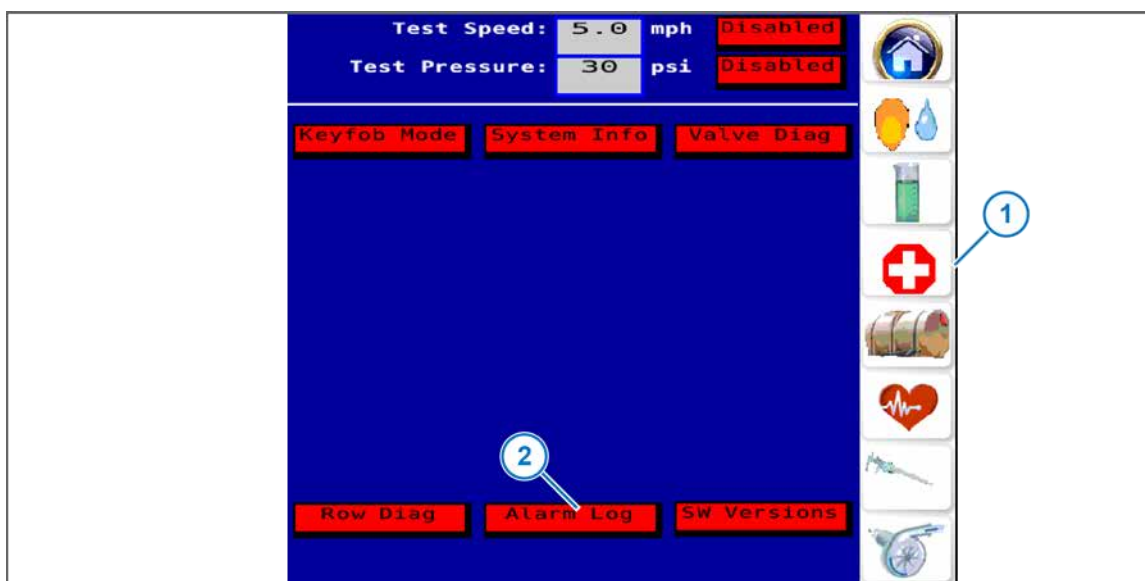 Test Speed: 5.0 mph Disabled
Test Pressure: 30 psi Disabled
Keyfob Mode System Info Valve Diag
1
2
Row Diag Alarm Log SW Versions